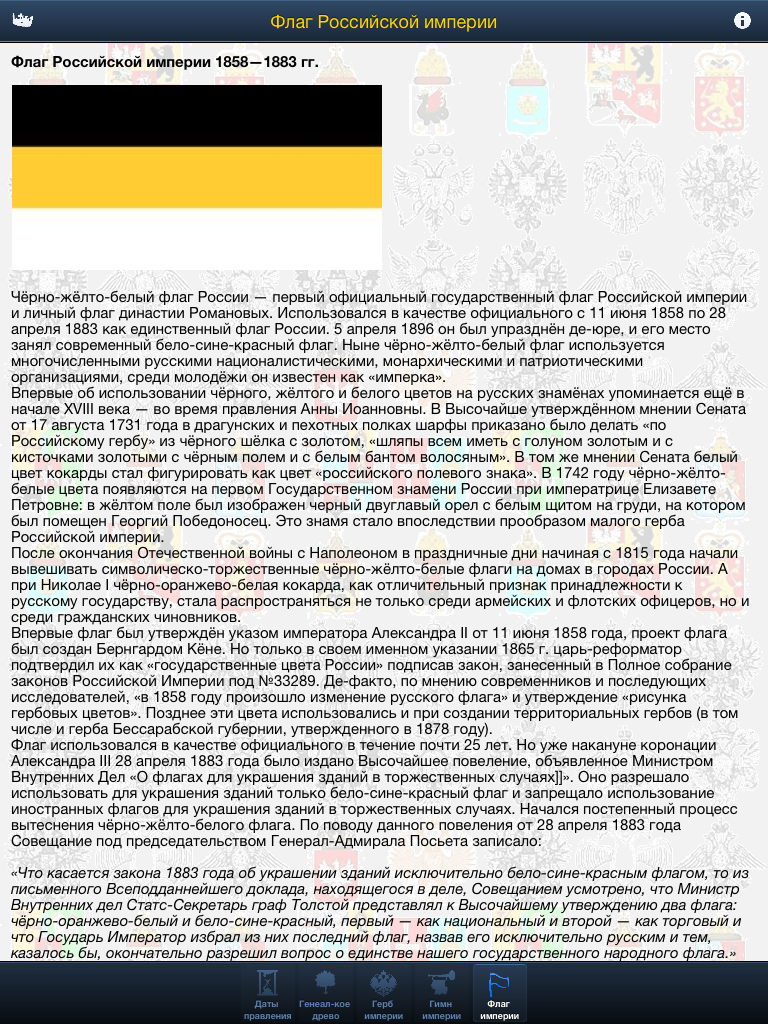 Флаг Российской империи
Флаг Российской империи 1858—1883 гг.
Чёрно-жёлто-белый флаг России — первый официальный государственный флаг Российской империи
и личный флаг династии Романовых. Использовался в качестве официального с 11 июня 1858 по 28
апреля 1883 как единственный флаг России. 5 апреля 1896 он был упразднён де-юре, и его место
занял современный бело-сине-красный флаг. Ныне чёрно-жёлто-белый флаг используется
многочисленными русскими националистическими, монархическими и патриотическими
организациями, среди молодёжи он известен как «имперка».
Впервые об использовании чёрного, жёлтого и белого цветов на русских знамёнах упоминается ещё в
начале XVIII века — во время правления Анны Иоанновны. В Высочайше утверждённом мнении Сената
от 17 августа 1731 года в драгунских и пехотных полках шарфы приказано было делать «по
Российскому гербу» из чёрного шёлка с золотом, «шляпы всем иметь с голуном золотым и с
кисточками золотыми с чёрным полем и с белым бантом волосяным». В том же мнении Сената белый
цвет кокарды стал фигурировать как цвет «российского полевого знака». В 1742 году чёрно-жёлто-
белые цвета появляются на первом Государственном знамени России при императрице Елизавете
Петровне: в жёлтом поле был изображен черный двуглавый орел с белым щитом на груди, на котором
был помещен Георгий Победоносец. Это знамя стало впоследствии прообразом малого герба
Российской империи.
После окончания Отечественной войны с Наполеоном в праздничные дни начиная с 1815 года начали
вывешивать символическо-торжественные чёрно-жёлто-белые флаги на домах в городах России. А
при Николае I чёрно-оранжево-белая кокарда, как отличительный признак принадлежности к
русскому государству, стала распространяться не только среди армейских и флотских офицеров, но и
среди гражданских чиновников.
Впервые флаг был утверждён указом императора Александра II от 11 июня 1858 года, проект флага
был создан Бернгардом Кёне. Но только в своем именном указании 1865 г. царь-реформатор
подтвердил их как «государственные цвета России» подписав закон, занесенный в Полное собрание
законов Российской Империи под №33289. Де-факто, по мнению современников и последующих
исследователей, «в 1858 году произошло изменение русского флага» и утверждение «рисунка
гербовых цветов». Позднее эти цвета использовались и при создании территориальных гербов (в том
числе и герба Бессарабской губернии, утвержденного в 1878 году).
Флаг использовался в качестве официального в течение почти 25 лет. Но уже накануне коронации
Александра III 28 апреля 1883 года было издано Высочайшее повеление, объявленное Министром
Внутренних Дел «О флагах для украшения зданий в торжественных случаях]]». Оно разрешало
использовать для украшения зданий только бело-сине-красный флаг и запрещало использование
иностранных флагов для украшения зданий в торжественных случаях. Начался постепенный процесс
вытеснения чёрно-жёлто-белого флага. По поводу данного повеления от 28 апреля 1883 года
Совещание под председательством Генерал-Адмирала Посьета записало:
«Что касается закона 1883 года об украшении зданий исключительно бело-сине-красным флагом, то из
письменного Всеподданнейшего доклада, находящегося в деле, Совещанием усмотрено, что Министр
Внутренних дел Статс-Секретарь граф Толстой представлял к Высочайшему утверждению два флага:
чёрно-оранжево-белый и бело-сине-красный, первый — как национальный и второй — как торговый и
что Государь Император избрал из них последний флаг, назвав его исключительно русским и тем,
казалось бы, окончательно разрешил вопрос о единстве нашего государственного народного флага.»
Даты правления
Генеал-кое древо
Герб империи
Гимн империи
Флаг империи